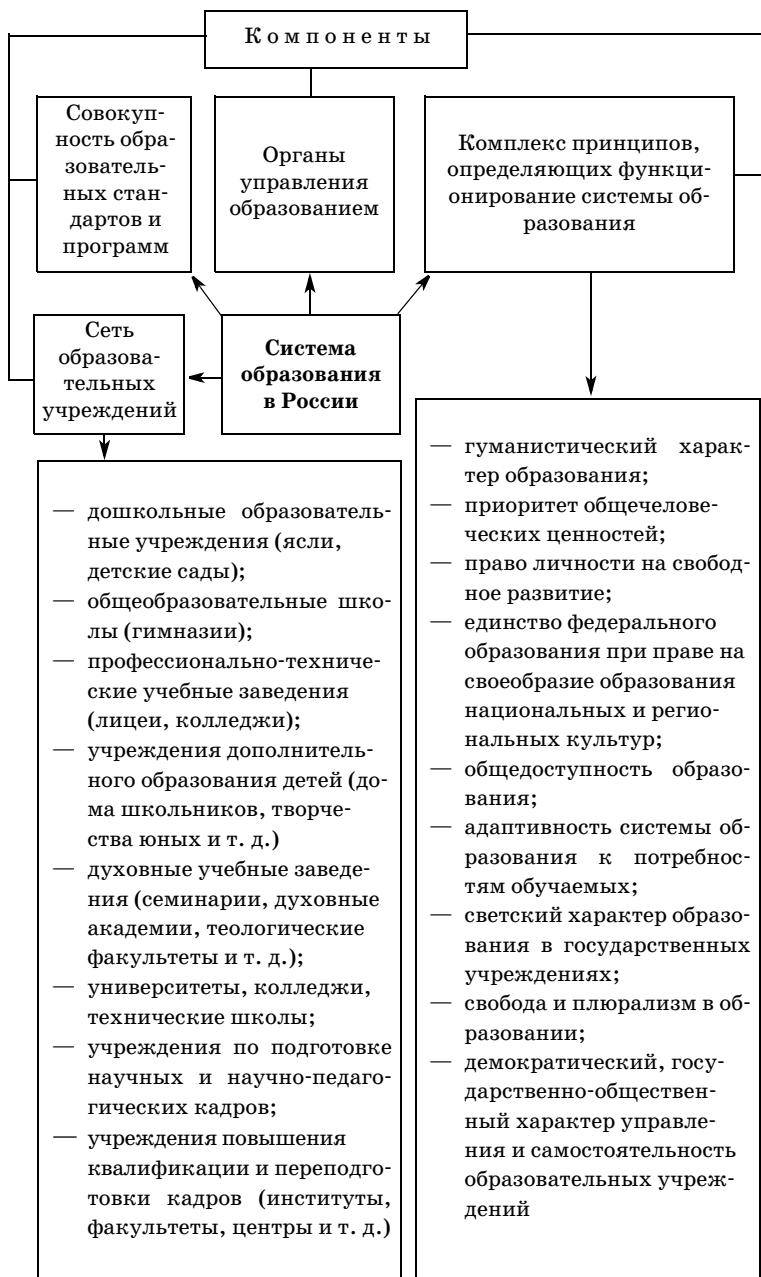 Компоненты
Совокуп-
ность обра-
зователь-
ных стан-
дартов и
программ
Органы
управления
образованием
Комплекс принципов,
определяющих функци-
онирование системы об-
разования
Сеть
образова-
тельных
учреждений
Система
образования
в России
— дошкольные образователь-
ные учреждения (ясли,
детские сады);
— общеобразовательные шко-
лы (гимназии);
— профессионально-техниче-
ские учебные заведения
(лицеи, колледжи);
— учреждения дополнитель-
ного образования детей (до-
ма школьников, творче-
ства юных и т. д.)
— духовные учебные заведе-
ния (семинарии, духовные
академии, теологические
факультеты и т. д.);
— университеты, колледжи,
технические школы;
— учреждения по подготовке
научных и научно-педаго-
гических кадров;
— учреждения повышения
квалификации и переподго-
товки кадров (институты,
факультеты, центры и т. д.)
— гуманистический харак-
тер образования;
— приоритет общечелове-
ческих ценностей;
— право личности на свобод-
ное развитие;
— единство федерального
образования при праве на
своеобразие образования
национальных и регио-
нальных культур;
— общедоступность образо-
вания;
— адаптивность системы об-
разования к потребнос-
тям обучаемых;
— светский характер образо-
вания в государственных
учреждениях;
— свобода и плюрализм в об-
разовании;
— демократический, госу-
дарственно-обществен-
ный характер управле-
ния и самостоятельность
образовательных учреж-
дений